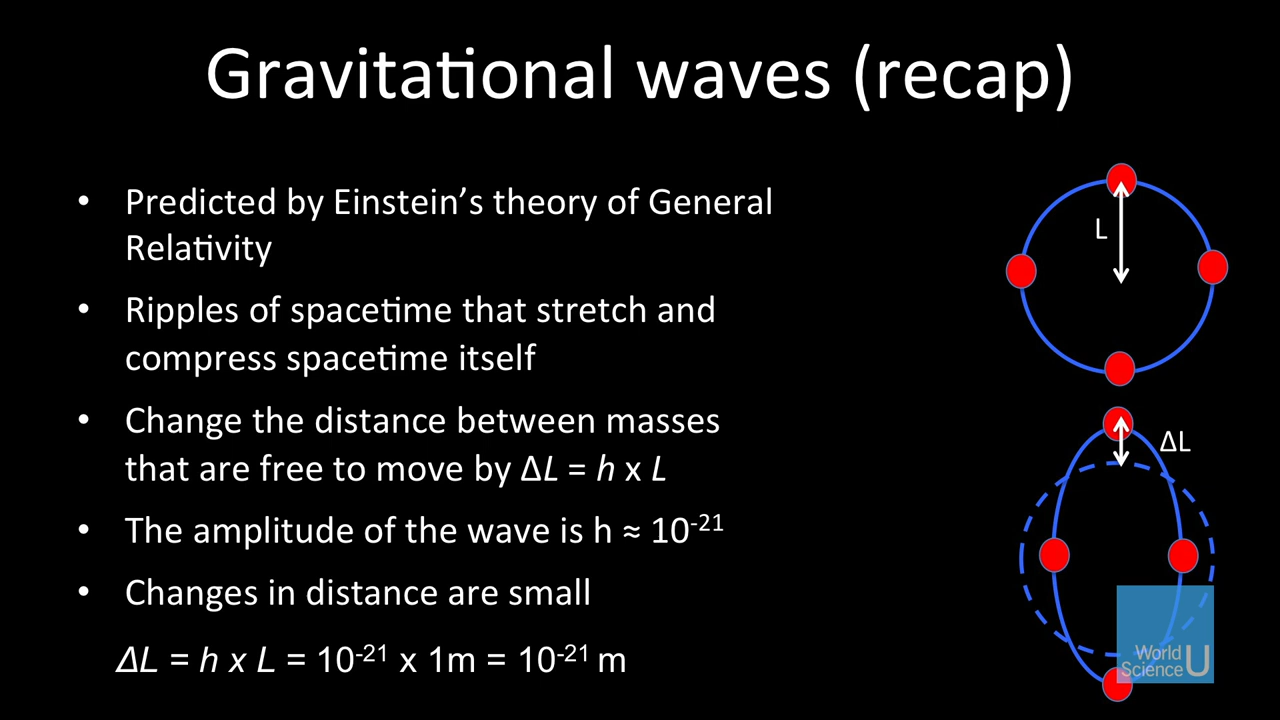 Gravitational waves (recap)
• Predicted by Einstein’s theory of General
Relativity
• Ripples of spacetime that stretch and
compress spacetime itself
• Change the distance between masses
that are free to move by ΔL = h x L
• The amplitude of the wave is h ≈ 10⁻²¹
• Changes in distance are small
ΔL = h x L = 10⁻²¹ x 1m = 10⁻²¹ m
L
ΔL
World
Science U